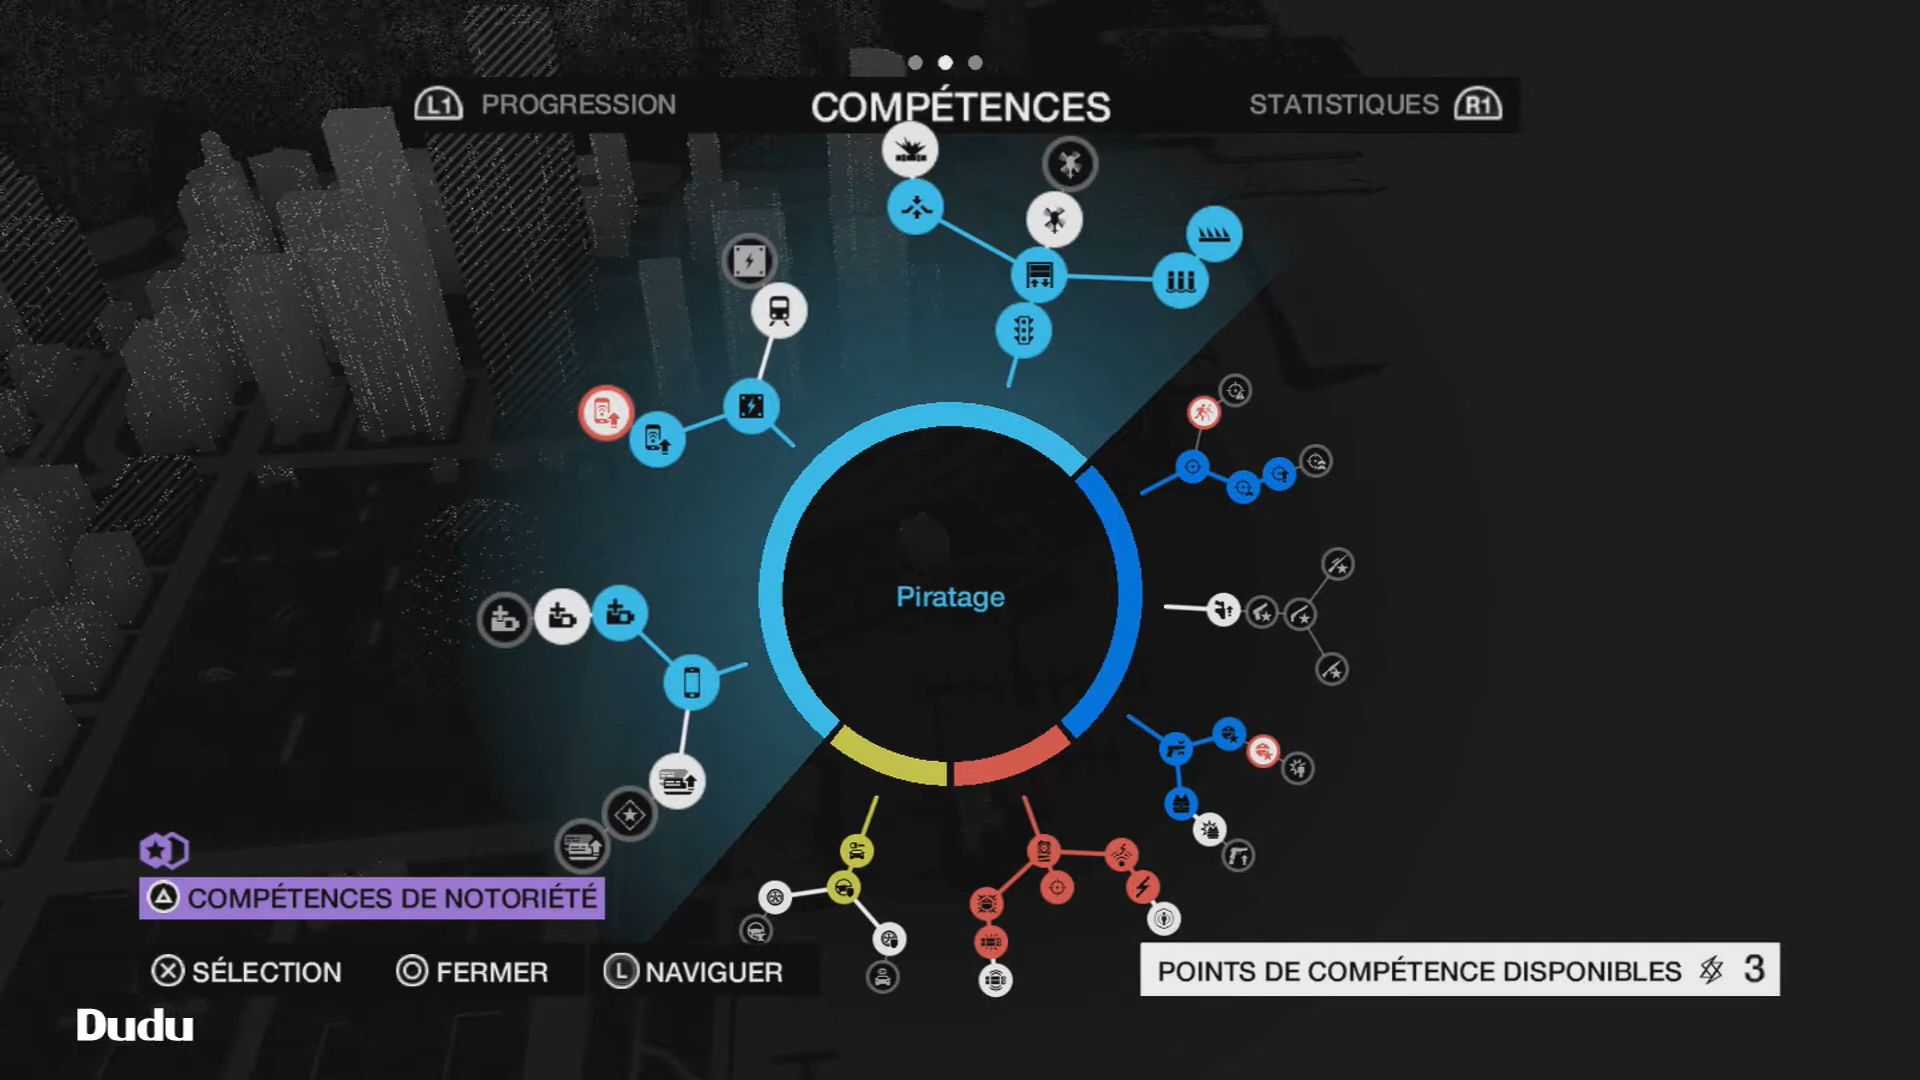 L1 PROGRESSION
COMPÉTENCES
STATISTIQUES R1
Piratage
COMPÉTENCES DE NOTORIÉTÉ
SÉLECTION
FERMER
L NAVIGUER
POINTS DE COMPÉTENCE DISPONIBLES 3
Dudu